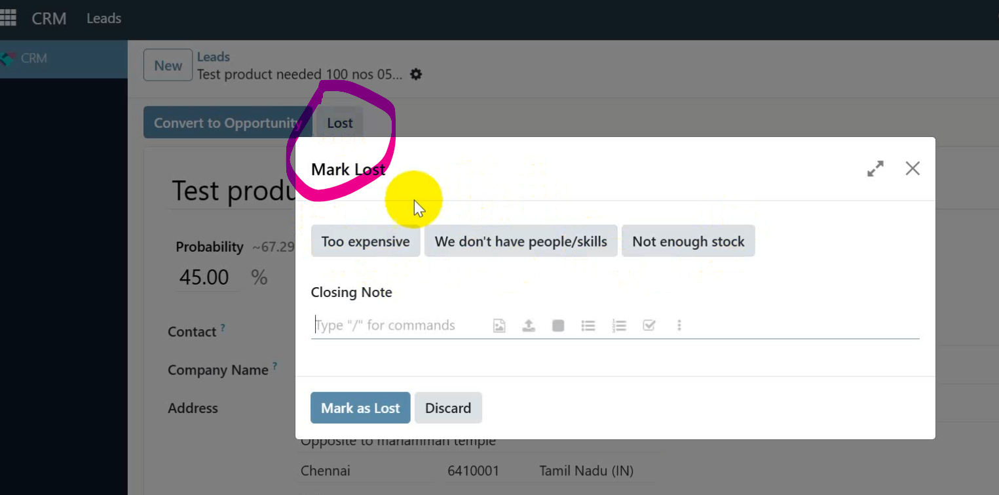 CRM Leads
CRM
New Leads
Test product needed 100 nos 05...
Convert to Opportunity Lost
Mark Lost
Test produ
Probability ~67.29
45.00 %
Too expensive We don't have people/skills Not enough stock
Closing Note
Type "/" for commands
Contact ?
Company Name ?
Address
Mark as Lost Discard
Opposite to mariamman temple
Chennai 6410001 Tamil Nadu (IN)